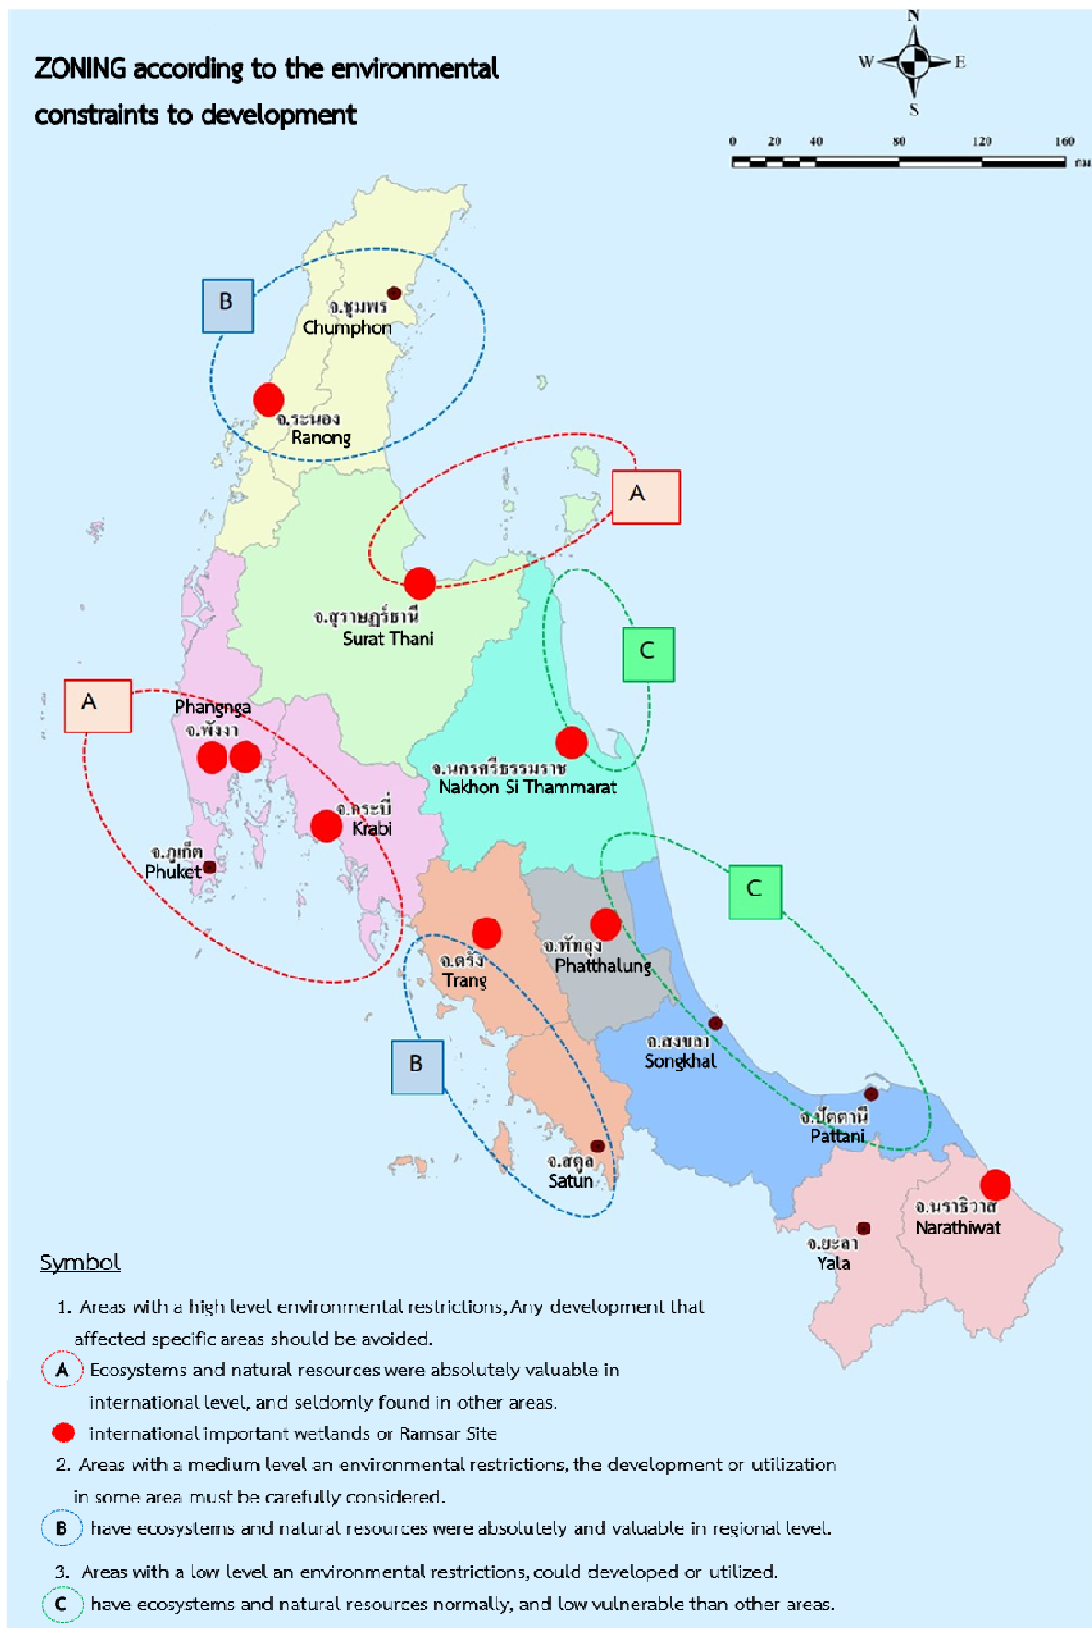 ZONING according to the environmental
constraints to development
N
W
E
S
0 20 40 80 120 160
กม
B
จ.ชุมพร
Chumphon
จ.ระนอง
Ranong
A
จ.สุราษฎร์ธานี
Surat Thani
C
A
Phangnga
จ.พังงา
จ.นครศรีธรรมราช
Nakhon Si Thammarat
จ.กระบี่
Krabi
จ.ภูเก็ต
Phuket
C
จ.ตรัง
Trang
จ.พัทลุง
Phatthalung
จ.สงขลา
Songkhal
B
จ.ปัตตานี
Pattani
จ.สตูล
Satun
จ.นราธิวาส
Narathiwat
จ.ยะลา
Yala
Symbol
1. Areas with a high level environmental restrictions, Any development that
affected specific areas should be avoided.
A Ecosystems and natural resources were absolutely valuable in
international level, and seldomly found in other areas.
international important wetlands or Ramsar Site
2. Areas with a medium level an environmental restrictions, the development or utilization
in some area must be carefully considered.
B have ecosystems and natural resources were absolutely and valuable in regional level.
3. Areas with a low level an environmental restrictions, could developed or utilized.
C have ecosystems and natural resources normally, and low vulnerable than other areas.